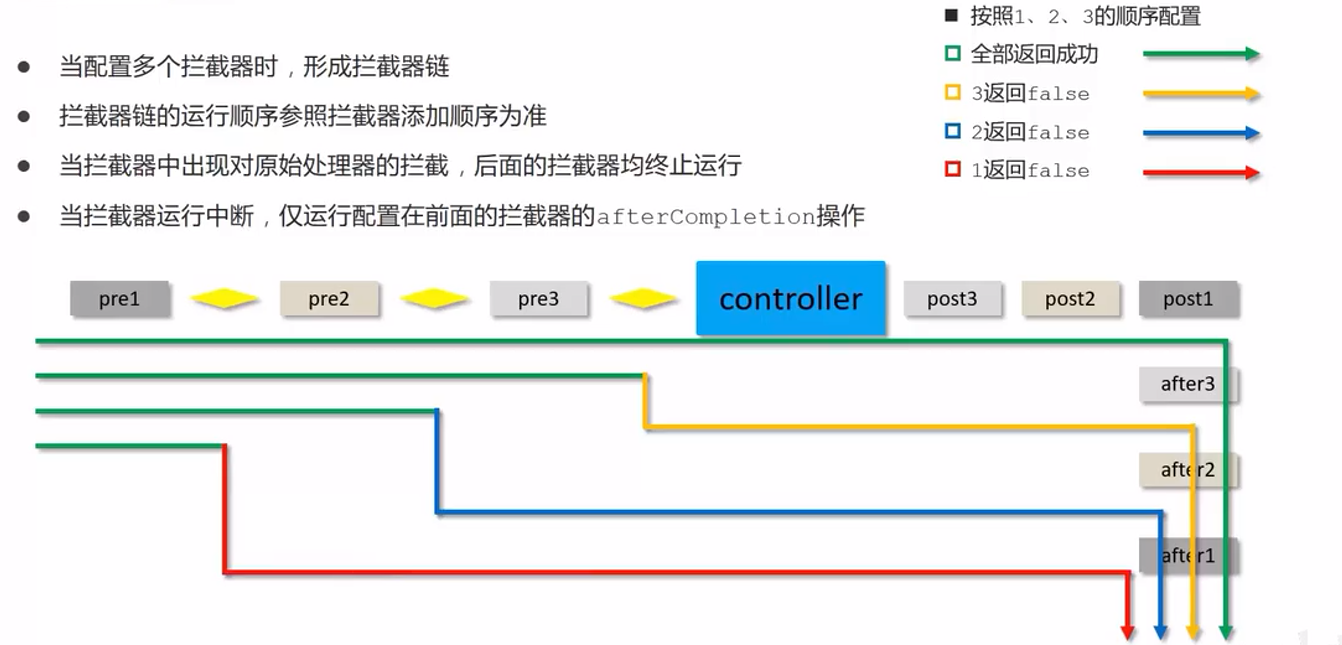 当配置多个拦截器时，形成拦截器链
拦截器链的运行顺序参照拦截器添加顺序为准
当拦截器中出现对原始处理器的拦截，后面的拦截器均终止运行
当拦截器运行中断，仅运行配置在前面的拦截器的afterCompletion操作
按照1、2、3的顺序配置
全部返回成功
3返回false
2返回false
1返回false
pre1 pre2 pre3 controller post3 post2 post1
after3
after2
after1